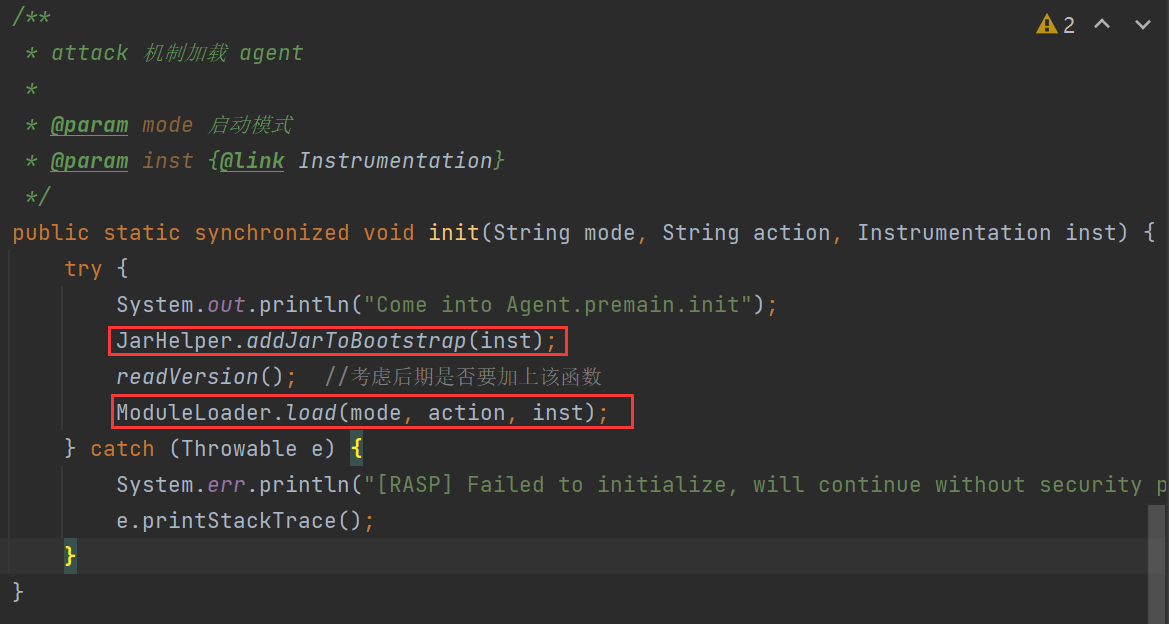 /**
2
* attack 机制加载 agent
*
* @param mode 启动模式
* @param inst {@link Instrumentation}
*/
public static synchronized void init(String mode, String action, Instrumentation inst) {
try {
System.out.println("Come into Agent.premain.init");
JarHelper.addJarToBootstrap(inst);
readVersion(); //考虑后期是否要加上该函数
ModuleLoader.load(mode, action, inst);
} catch (Throwable e) {
System.err.println("[RASP] Failed to initialize, will continue without security p
e.printStackTrace();
}
}